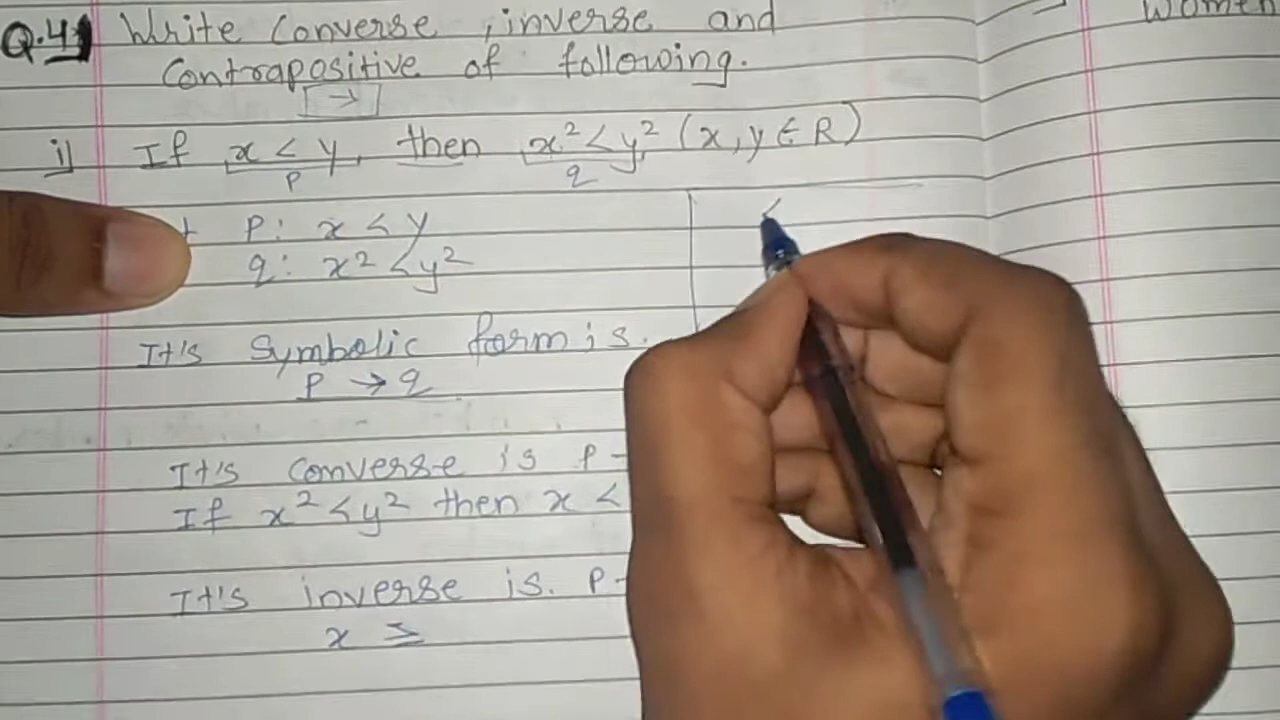 Q.4) Write Converse, inverse and
Contrapositive of following.
→
i] If x < y, then x² < y², (x, y ∈ R)
p q
p: x < y
q: x² < y²
<
It's Symbolic form is.
p → q
It's converse is p -
If x² < y² then x <
It's inverse is. p -
x ≥
Women